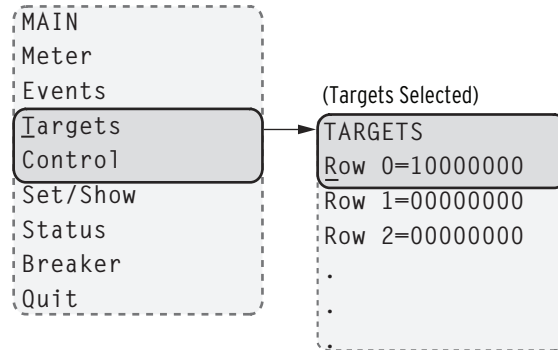 MAIN
Meter
Events
Targets
Control
Set/Show
Status
Breaker
Quit
(Targets Selected)
TARGETS
Row 0=10000000
Row 1=00000000
Row 2=00000000
.
.
.